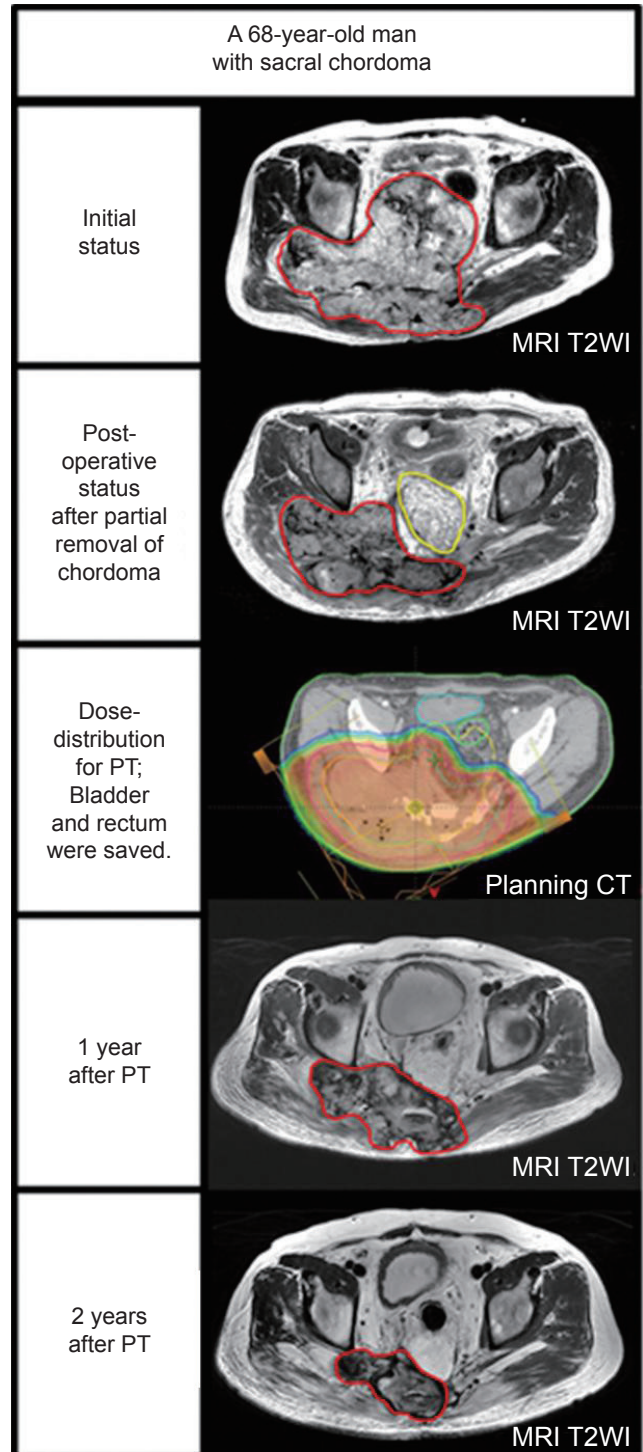 A 68-year-old man
with sacral chordoma
Initial
status
MRI T2WI
Post-
operative
status
after partial
removal of
chordoma
MRI T2WI
Dose-
distribution
for PT;
Bladder
and rectum
were saved.
Planning CT
1 year
after PT
MRI T2WI
2 years
after PT
MRI T2WI